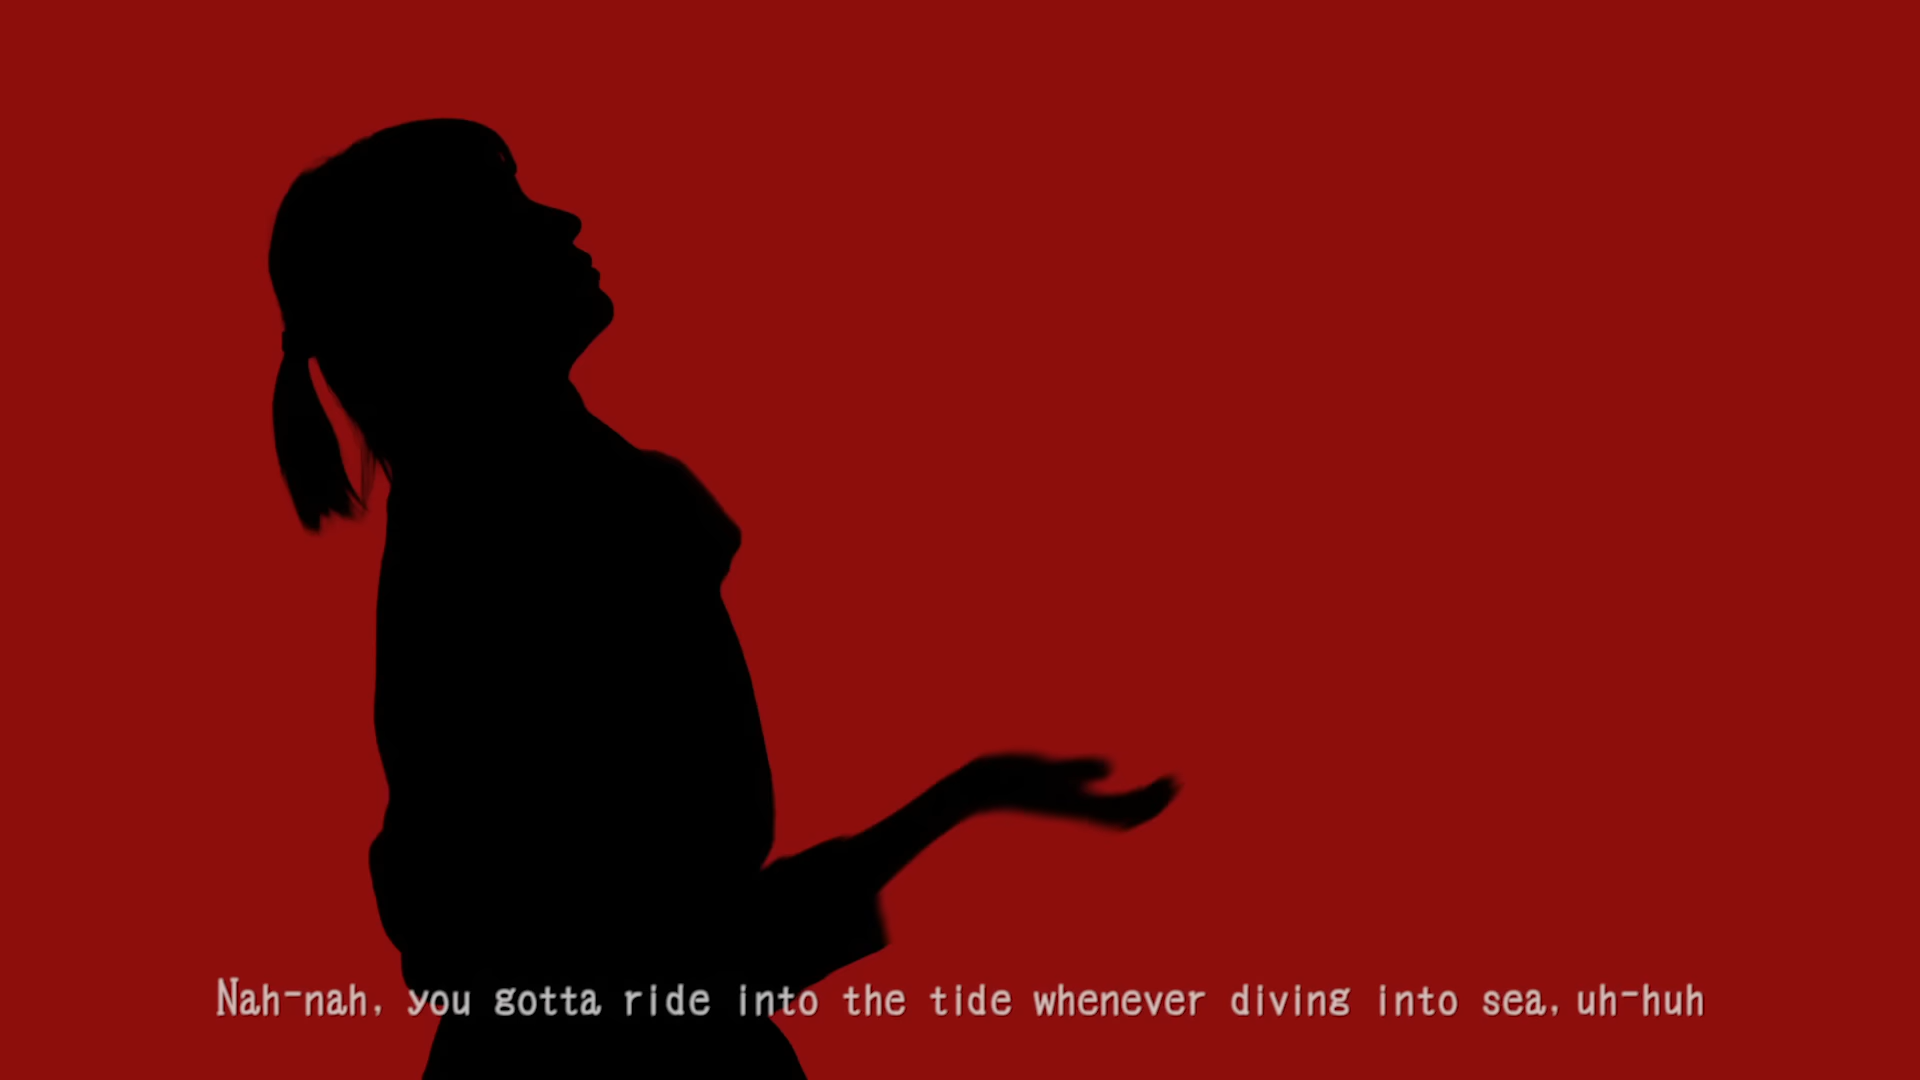 Nah-nah, you gotta ride into the tide whenever diving into sea, uh-huh